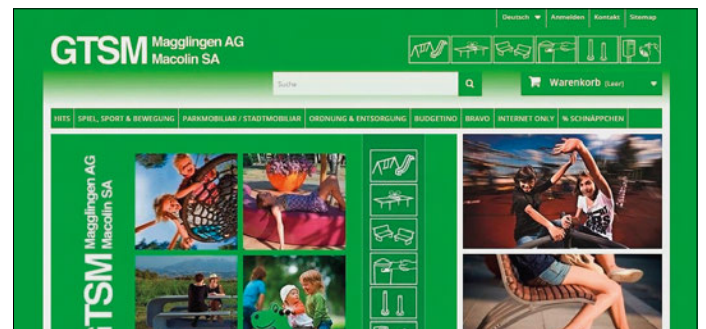 Deutsch Anmelden Kontakt Sitemap
GTSM Magglingen AG
Macolin SA
Suche
Warenkorb (Leer)
HITS SPIEL, SPORT & BEWEGUNG PARKMOBILIAR / STADTMOBILIAR ORDNUNG & ENTSORGUNG BUDGETINO BRAVO INTERNET ONLY % SCHNÄPPCHEN
GTSM Magglingen AG
Macolin SA